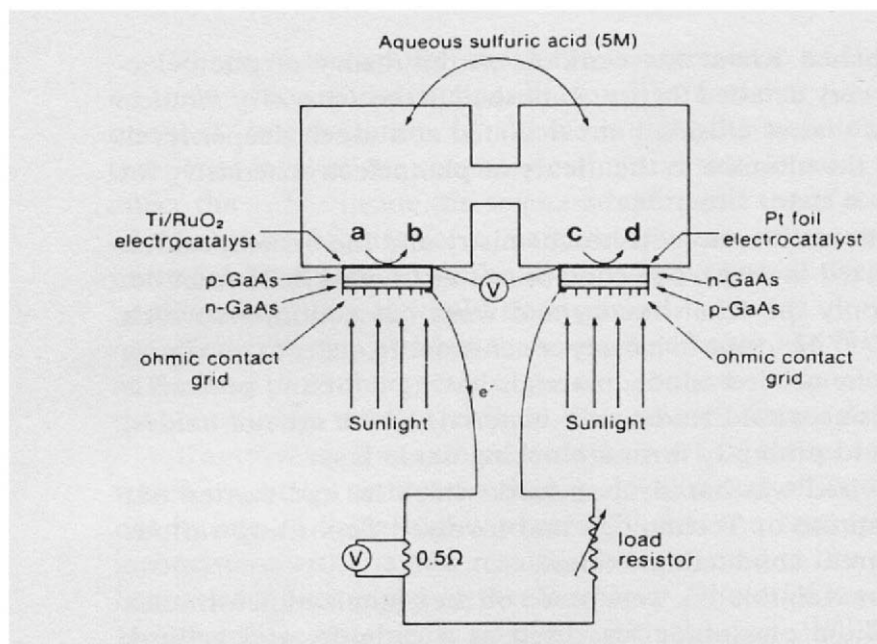 Aqueous sulfuric acid (5M)
Ti/RuO₂
electrocatalyst
a b
c d
Pt foil
electrocatalyst
V
p-GaAs
n-GaAs
n-GaAs
p-GaAs
ohmic contact
grid
ohmic contact
grid
e⁻
Sunlight
Sunlight
V
0.5Ω
load
resistor